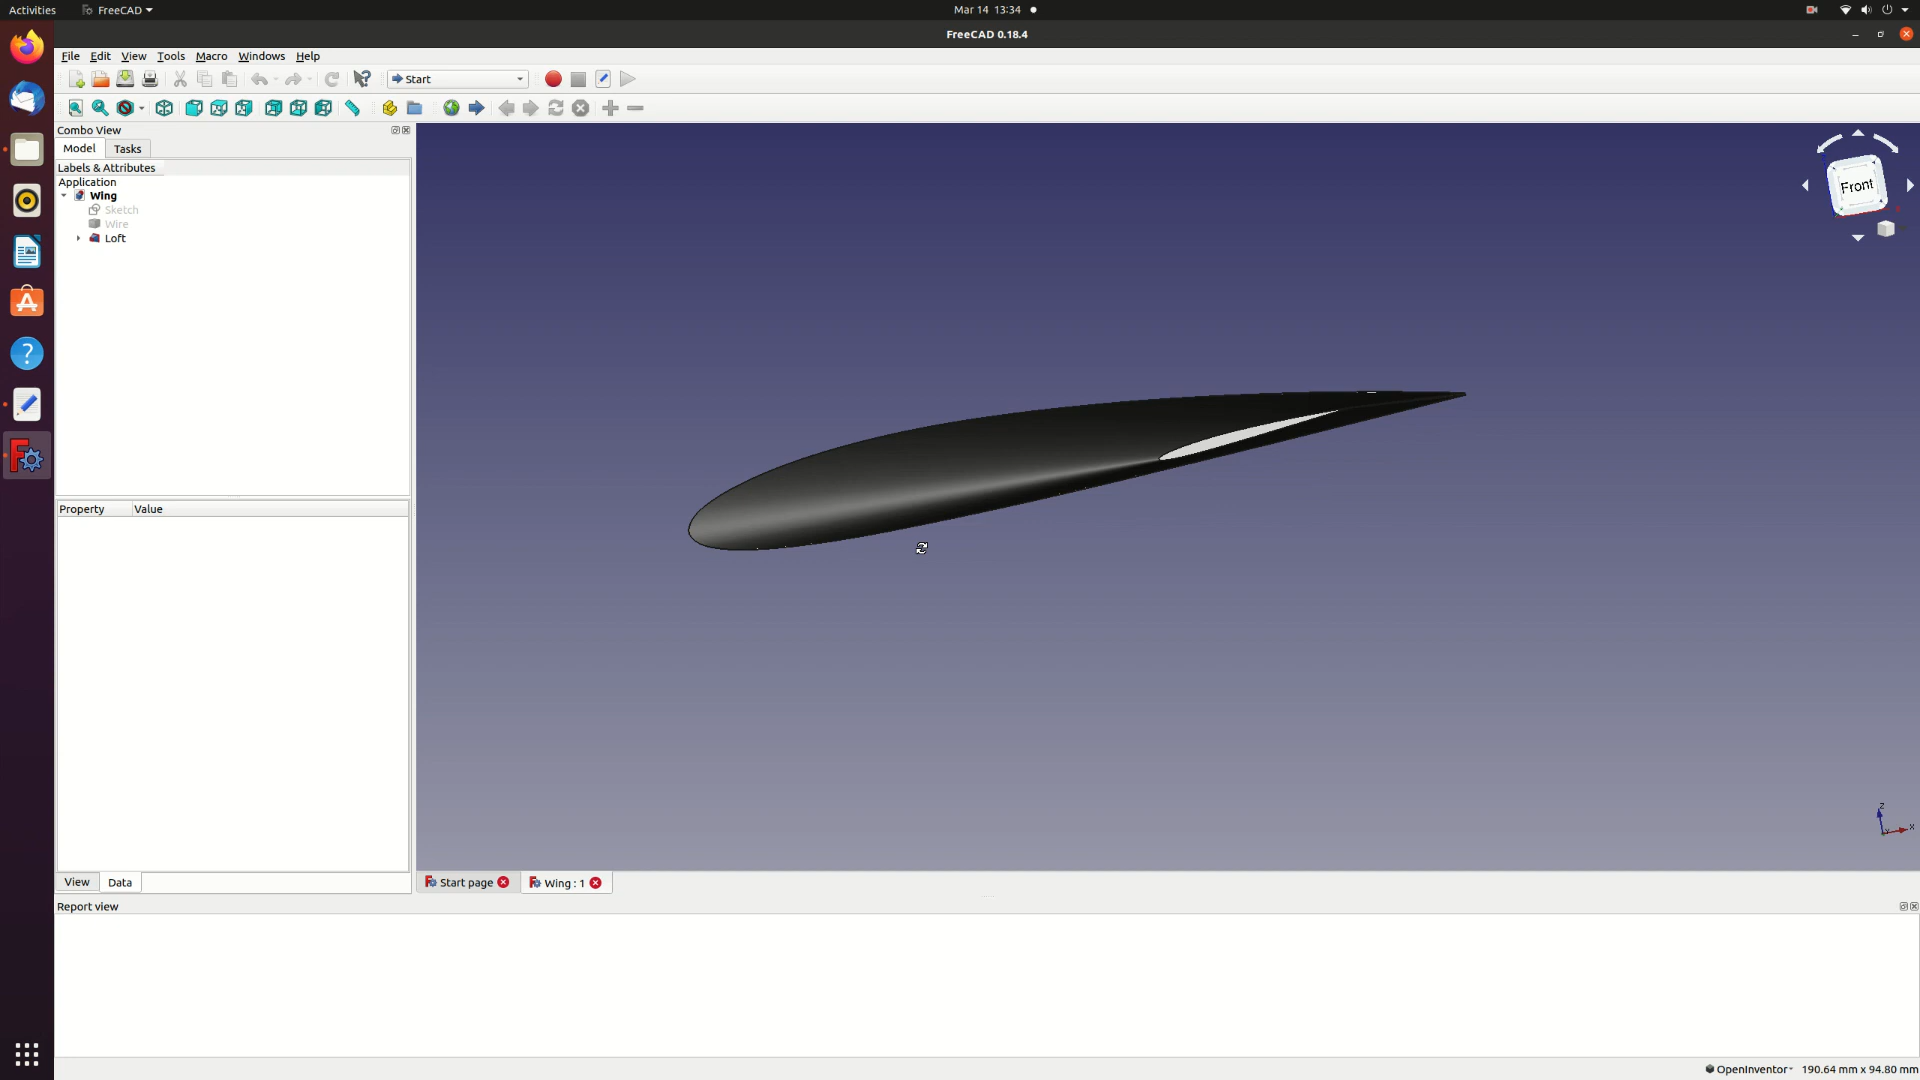 Activities
FreeCAD
Mar 14 13:34
FreeCAD 0.18.4
File Edit View Tools Macro Windows Help
Start
Combo View
Model Tasks
Labels & Attributes
Application
Wing
Sketch
Wire
Loft
Front
Property Value
Z
X
View Data
Start page
Wing : 1
Report view
OpenInventor
190.64 mm x 94.80 mm